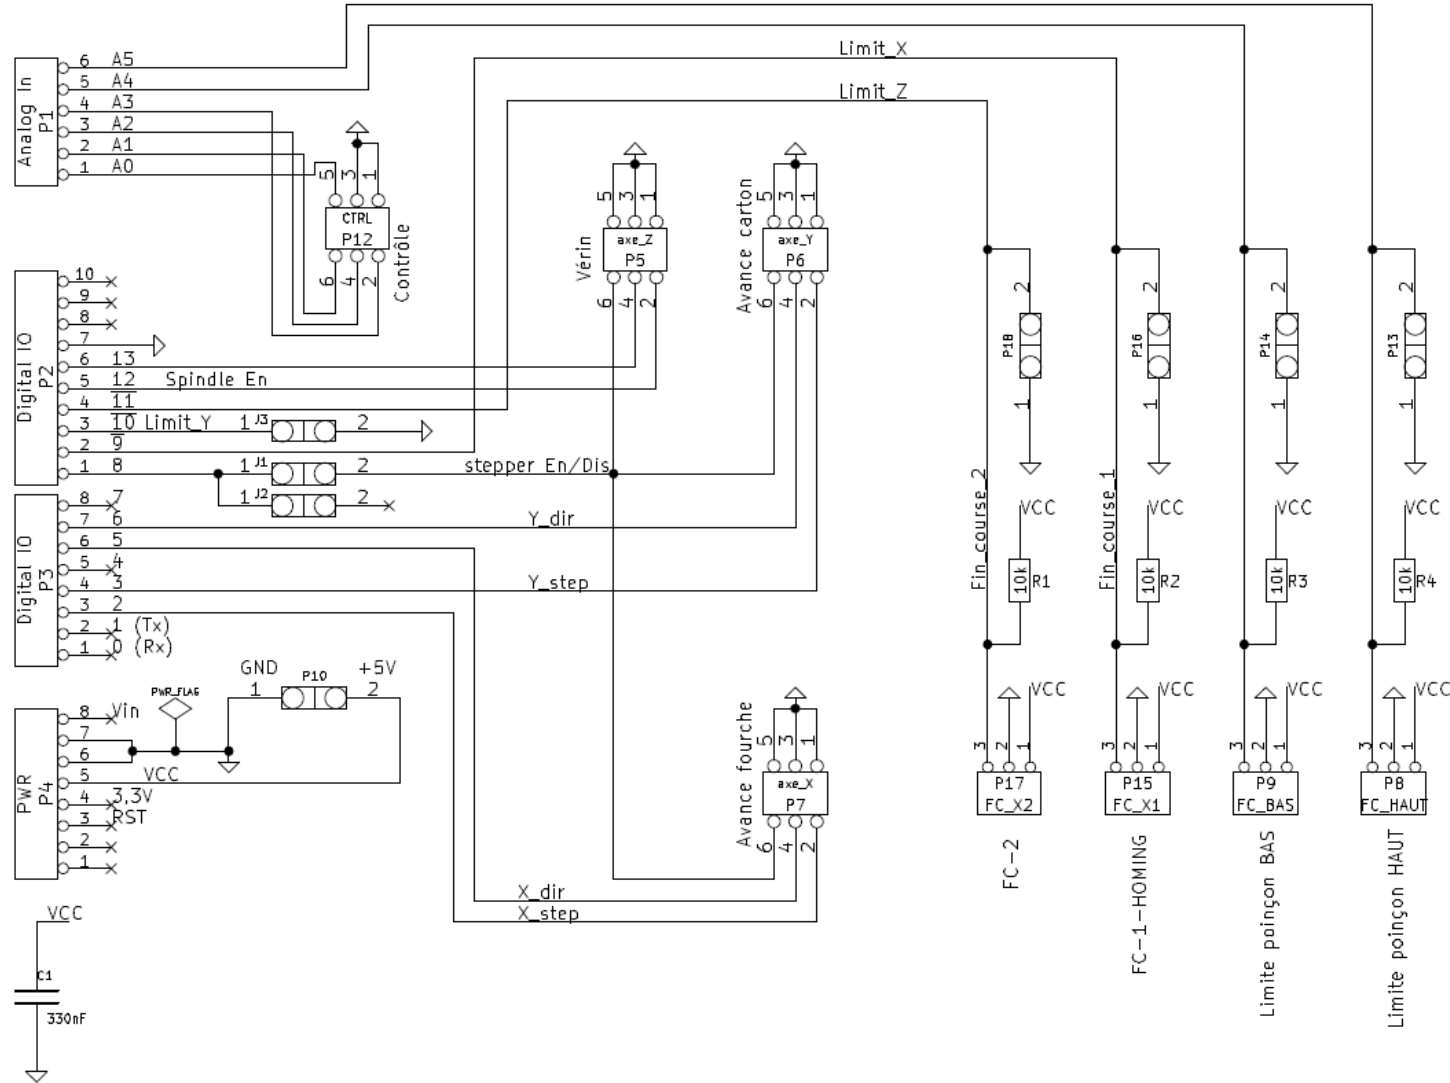 Analog In
P1
6 A5
5 A4
4 A3
3 A2
2 A1
1 A0
Limit_X
Limit_Z
5 3 1
CTRL
P12
6 4 2
Contrôle
Digital IO
P2
10
9
8
7
6 13
5 12 Spindle En
4 11
3 10 Limit_Y 1 J3 2
2 9
1 8 1 J1 2 stepper En/Dis
1 J2 2
Vérin
5 3 1
axe_Z
P5
6 4 2
Avance carton
5 3 1
axe_Y
P6
6 4 2
Digital IO
P3
8 7
7 6 Y_dir
6 5
5 4
4 3 Y_step
3 2
2 1 (Tx)
1 0 (Rx)
GND P10 +5V
1 2
PWR_FLAG
PWR
P4
8 Vin
7
6
5 VCC
4 3,3V
3 RST
2
1
Avance fourche
5 3 1
axe_X
P7
6 4 2
X_dir
X_step
VCC
C1
330nF
2
P18
1
Fin_course_2
VCC
10k R1
VCC
3 2 1
P17
FC_X2
FC-2
2
P16
1
Fin_course_1
VCC
10k R2
VCC
3 2 1
P15
FC_X1
FC-1-HOMING
2
P14
1
VCC
10k R3
VCC
3 2 1
P9
FC_BAS
Limite poinçon BAS
2
P13
1
VCC
10k R4
VCC
3 2 1
P8
FC_HAUT
Limite poinçon HAUT